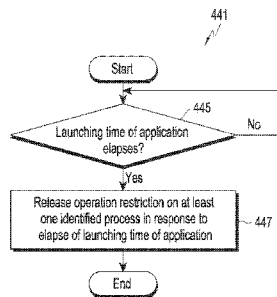 441
Start
445
Launching time of application
elapses?
No
Yes
Release operation restriction on at least
one identified process in response to
elapse of launching time of application
447
End